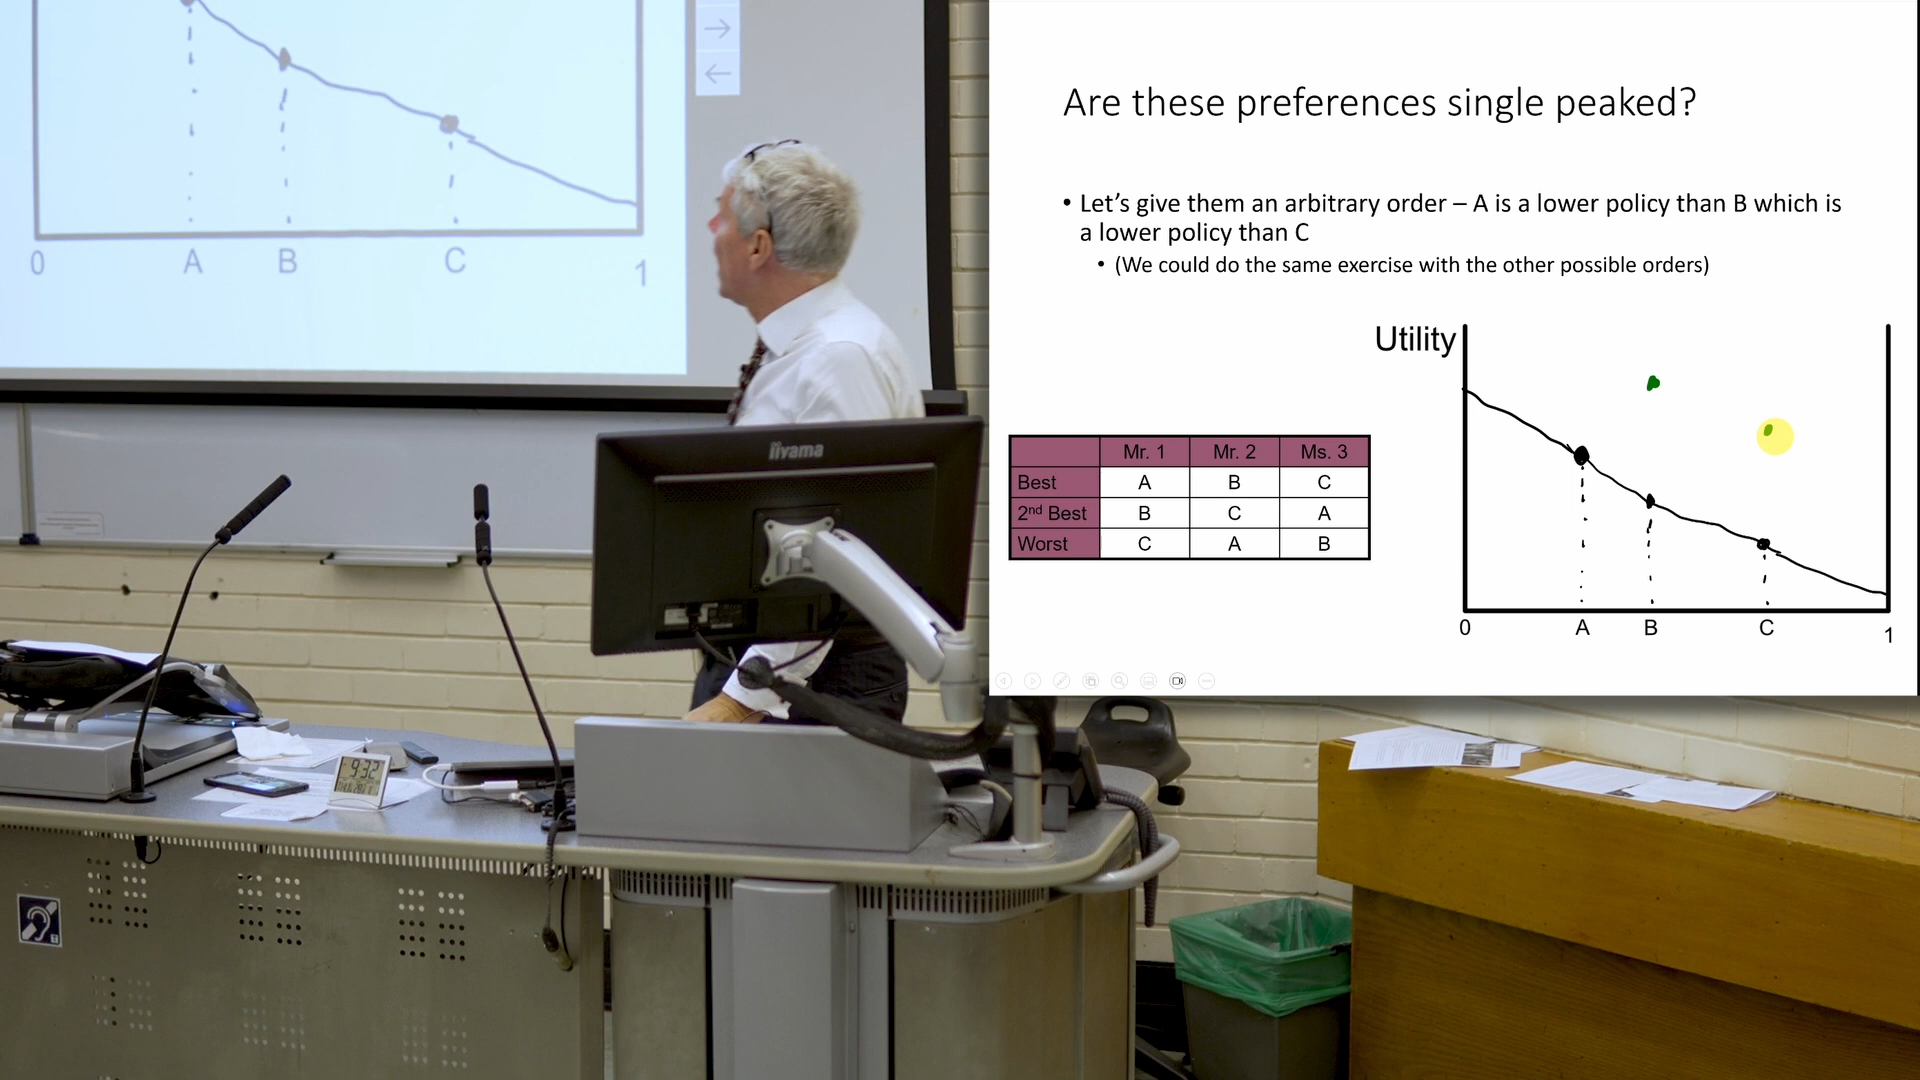 0 A B C 1
iiyama
9:32
Are these preferences single peaked?
• Let's give them an arbitrary order – A is a lower policy than B which is
a lower policy than C
• (We could do the same exercise with the other possible orders)
Utility
Mr. 1 Mr. 2 Ms. 3
Best A B C
2nd Best B C A
Worst C A B
0 A B C 1